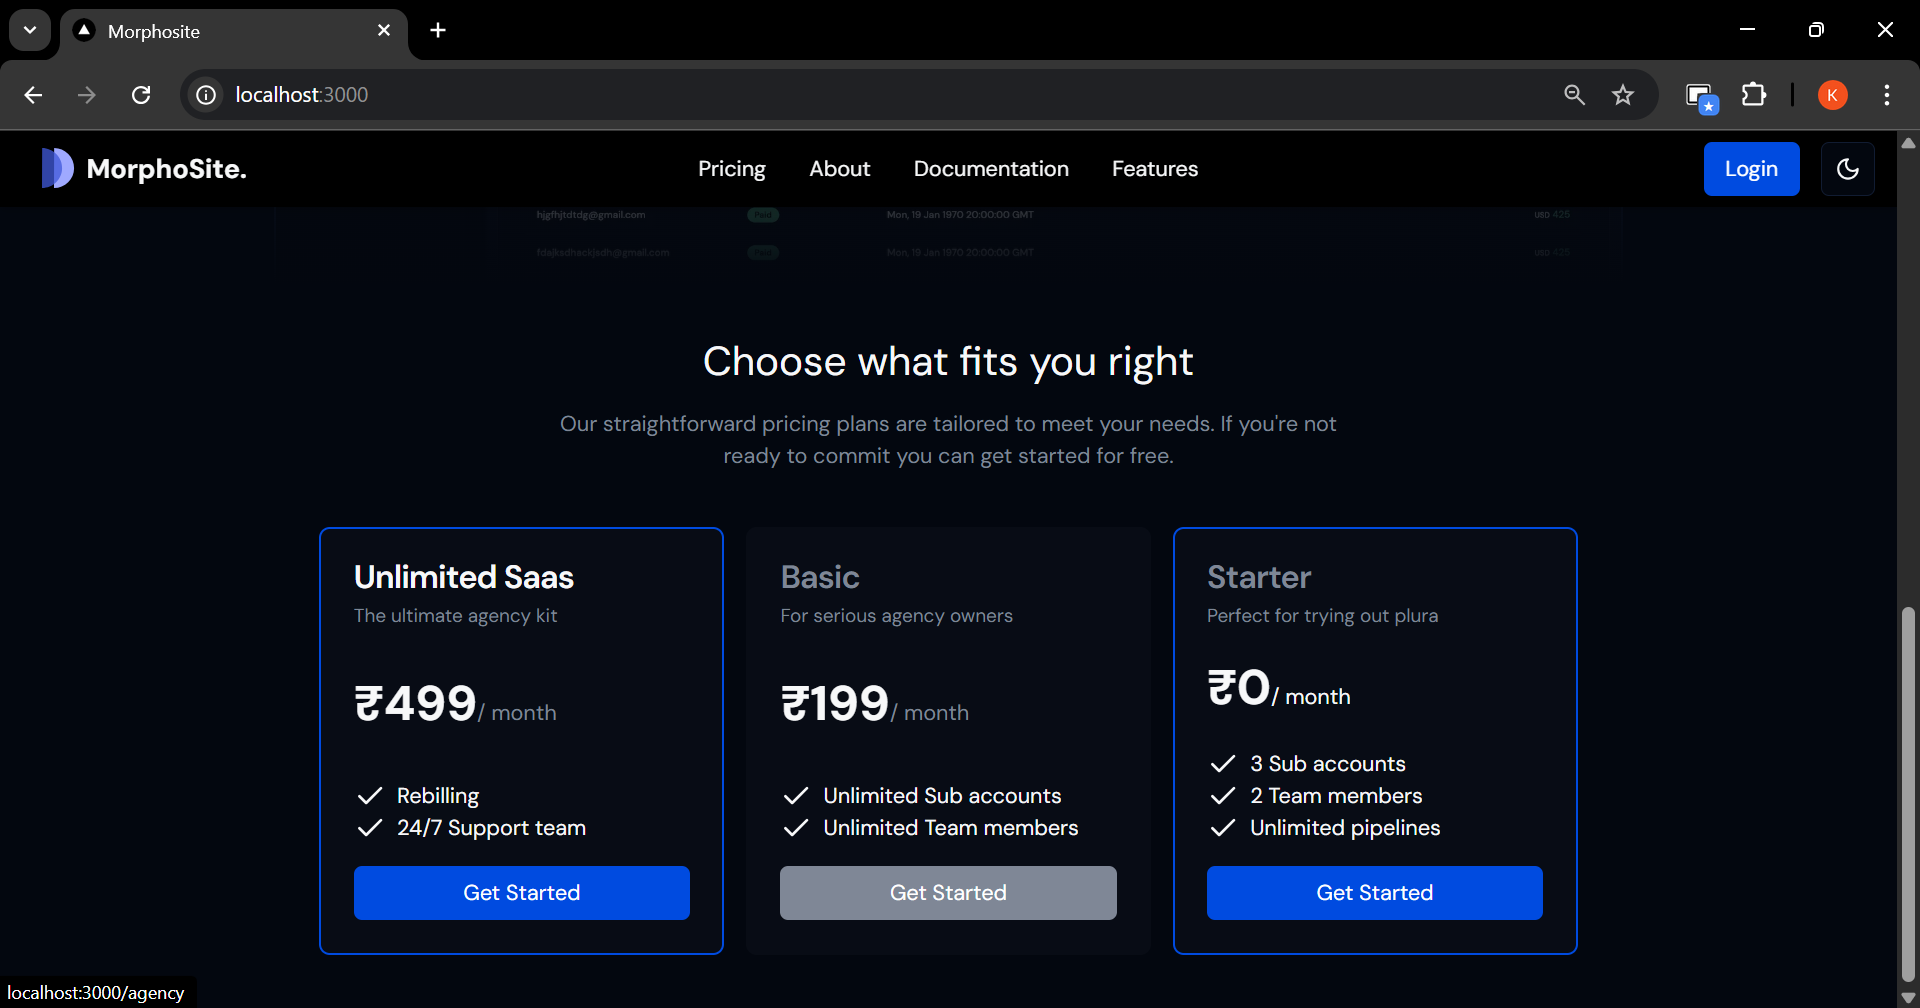 Morphosite
localhost:3000
K
MorphoSite.
Pricing About Documentation Features
Login
hjgfhjtdtdg@gmail.com Paid Mon, 19 Jan 1970 20:00:00 GMT USD 425
Mon, 19 Jan 1970 20:00:00 GMT USD 425
Choose what fits you right
Our straightforward pricing plans are tailored to meet your needs. If you're not
ready to commit you can get started for free.
Unlimited Saas
The ultimate agency kit
₹499/ month
Rebilling
24/7 Support team
Get Started
Basic
For serious agency owners
₹199/ month
Unlimited Sub accounts
Unlimited Team members
Get Started
Starter
Perfect for trying out plura
₹0/ month
3 Sub accounts
2 Team members
Unlimited pipelines
Get Started
localhost:3000/agency